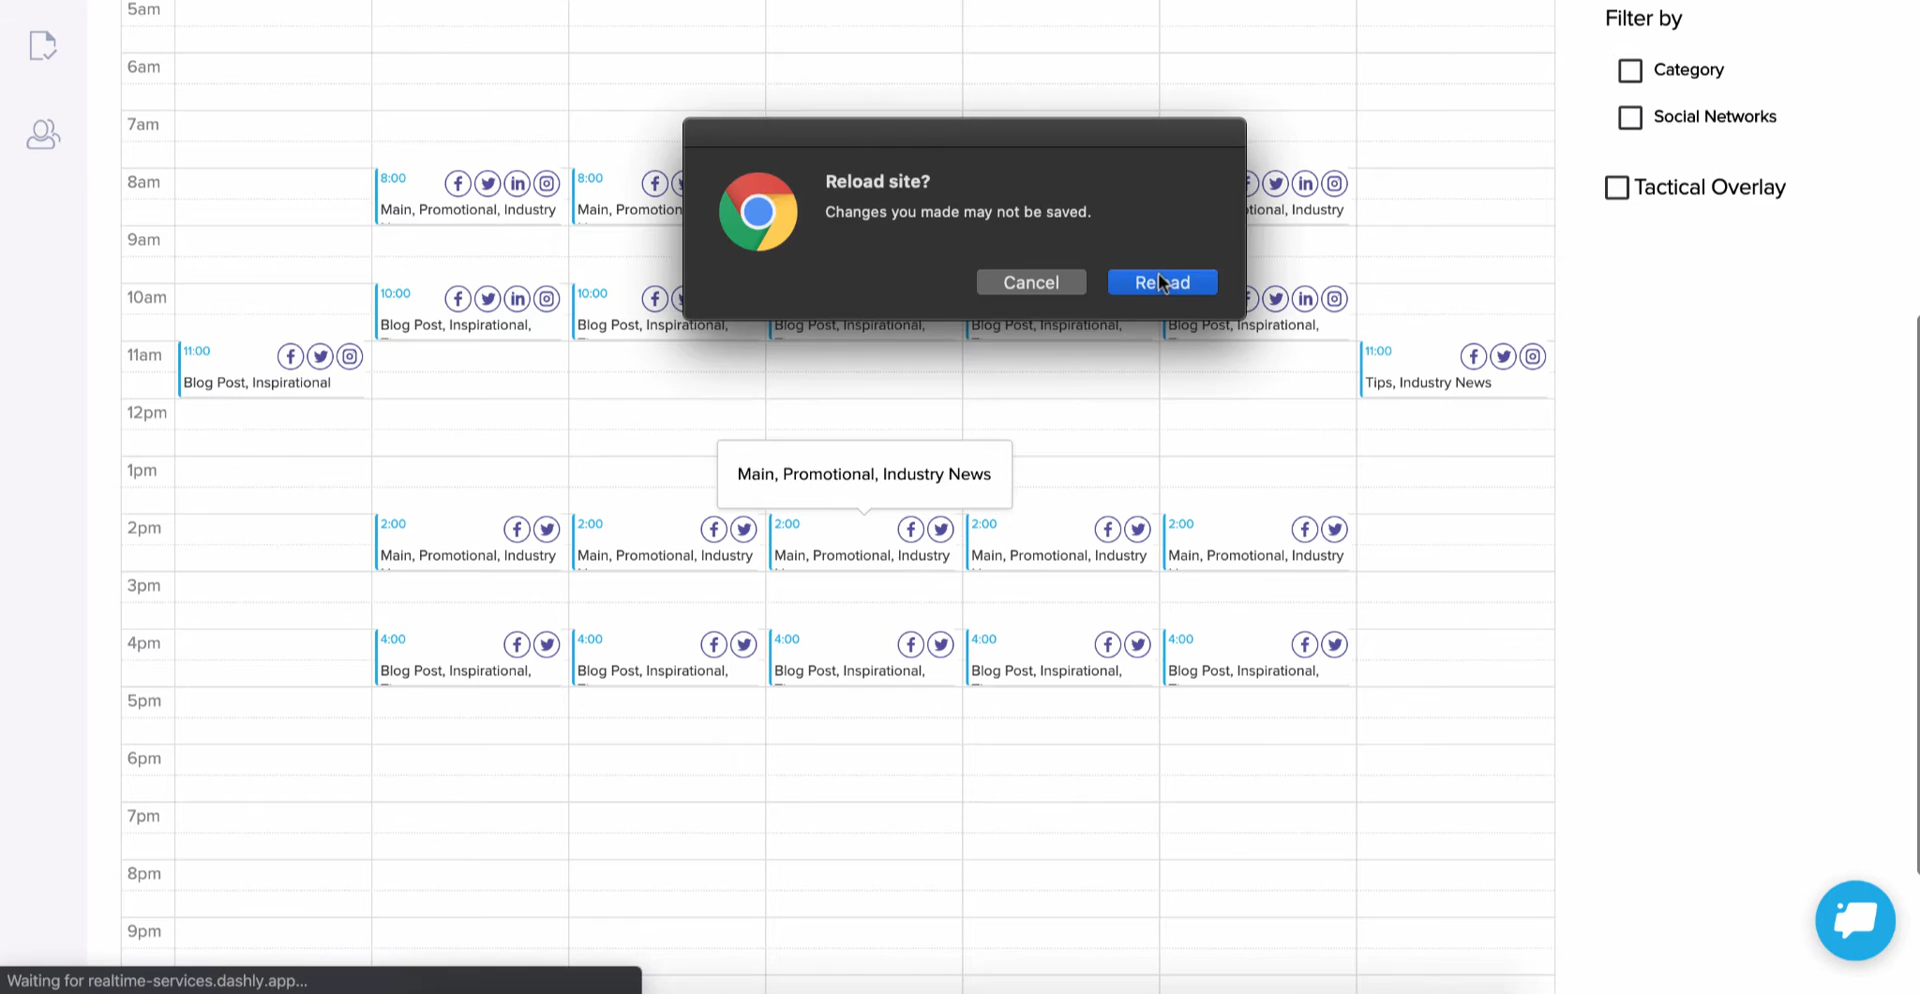 5am
6am
7am
8am
9am
10am
11am
12pm
1pm
2pm
3pm
4pm
5pm
6pm
7pm
8pm
9pm
8:00
Main, Promotional, Industry
8:00
Main, Promotion
tional, Industry
10:00
Blog Post, Inspirational,
10:00
Blog Post, Inspirational,
Blog Post, Inspirational,
Blog Post, Inspirational,
Blog Post, Inspirational,
11:00
Blog Post, Inspirational
11:00
Tips, Industry News
Reload site?
Changes you made may not be saved.
Cancel
Reload
Main, Promotional, Industry News
2:00
Main, Promotional, Industry
2:00
Main, Promotional, Industry
2:00
Main, Promotional, Industry
2:00
Main, Promotional, Industry
2:00
Main, Promotional, Industry
4:00
Blog Post, Inspirational,
4:00
Blog Post, Inspirational,
4:00
Blog Post, Inspirational,
4:00
Blog Post, Inspirational,
4:00
Blog Post, Inspirational,
Filter by
Category
Social Networks
Tactical Overlay
Waiting for realtime-services.dashly.app...